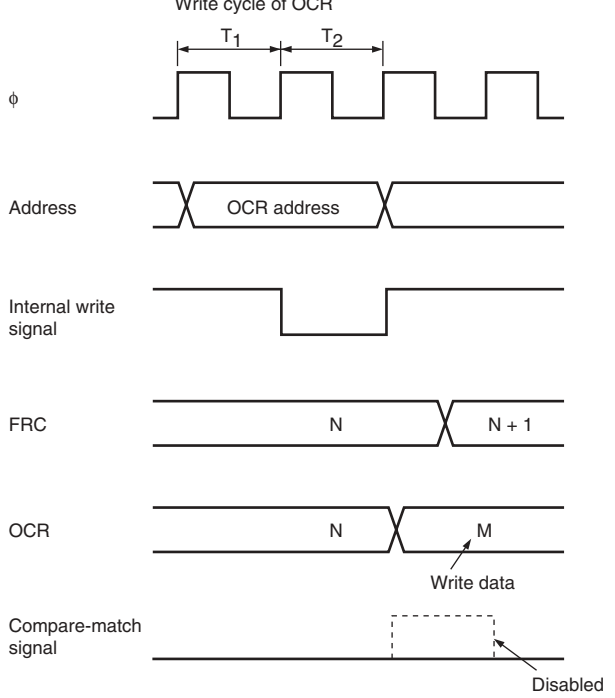 Write cycle of OCR
T1 T2
ϕ
Address
OCR address
Internal write
signal
FRC
N
N + 1
OCR
N
M
Write data
Compare-match
signal
Disabled